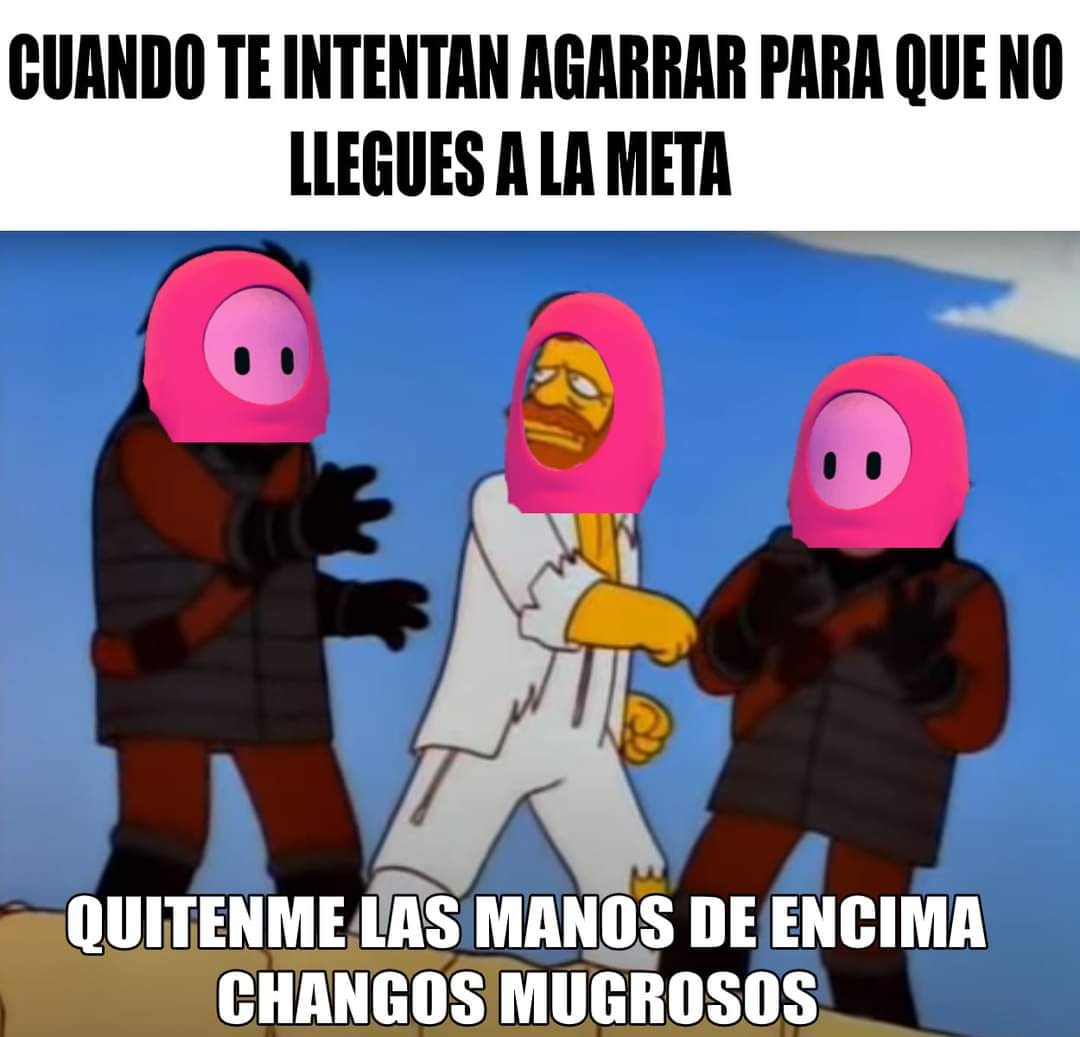 CUANDO TE INTENTAN AGARRAR PARA QUE NO
LLEGUES A LA META
QUITENME LAS MANOS DE ENCIMA
CHANGOS MUGROSOS